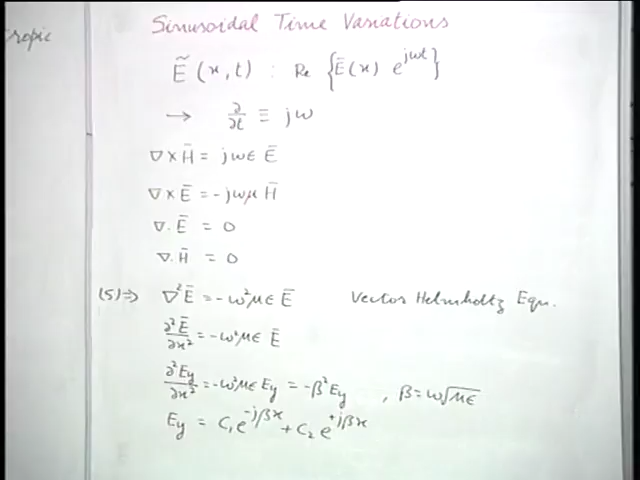 Sinusoidal Time Variations
tropic
Ẽ (x,t) : Re {Ē(x) e^{jωt}}
→ ∂/∂t ≡ jω
∇ × H̄ = jωϵ Ē
∇ × Ē = -jωμ H̄
∇. Ē = 0
∇. H̄ = 0
(5)⇒ ∇²Ē = -ω²μϵ Ē Vector Helmholtz Eqn.
∂²Ē/∂x² = -ω²μϵ Ē
∂²Ey/∂x² = -ω²μϵ Ey = -β²Ey , β = ω√μϵ
Ey = C₁e^{-jβx} + C₂ e^{+jβx}